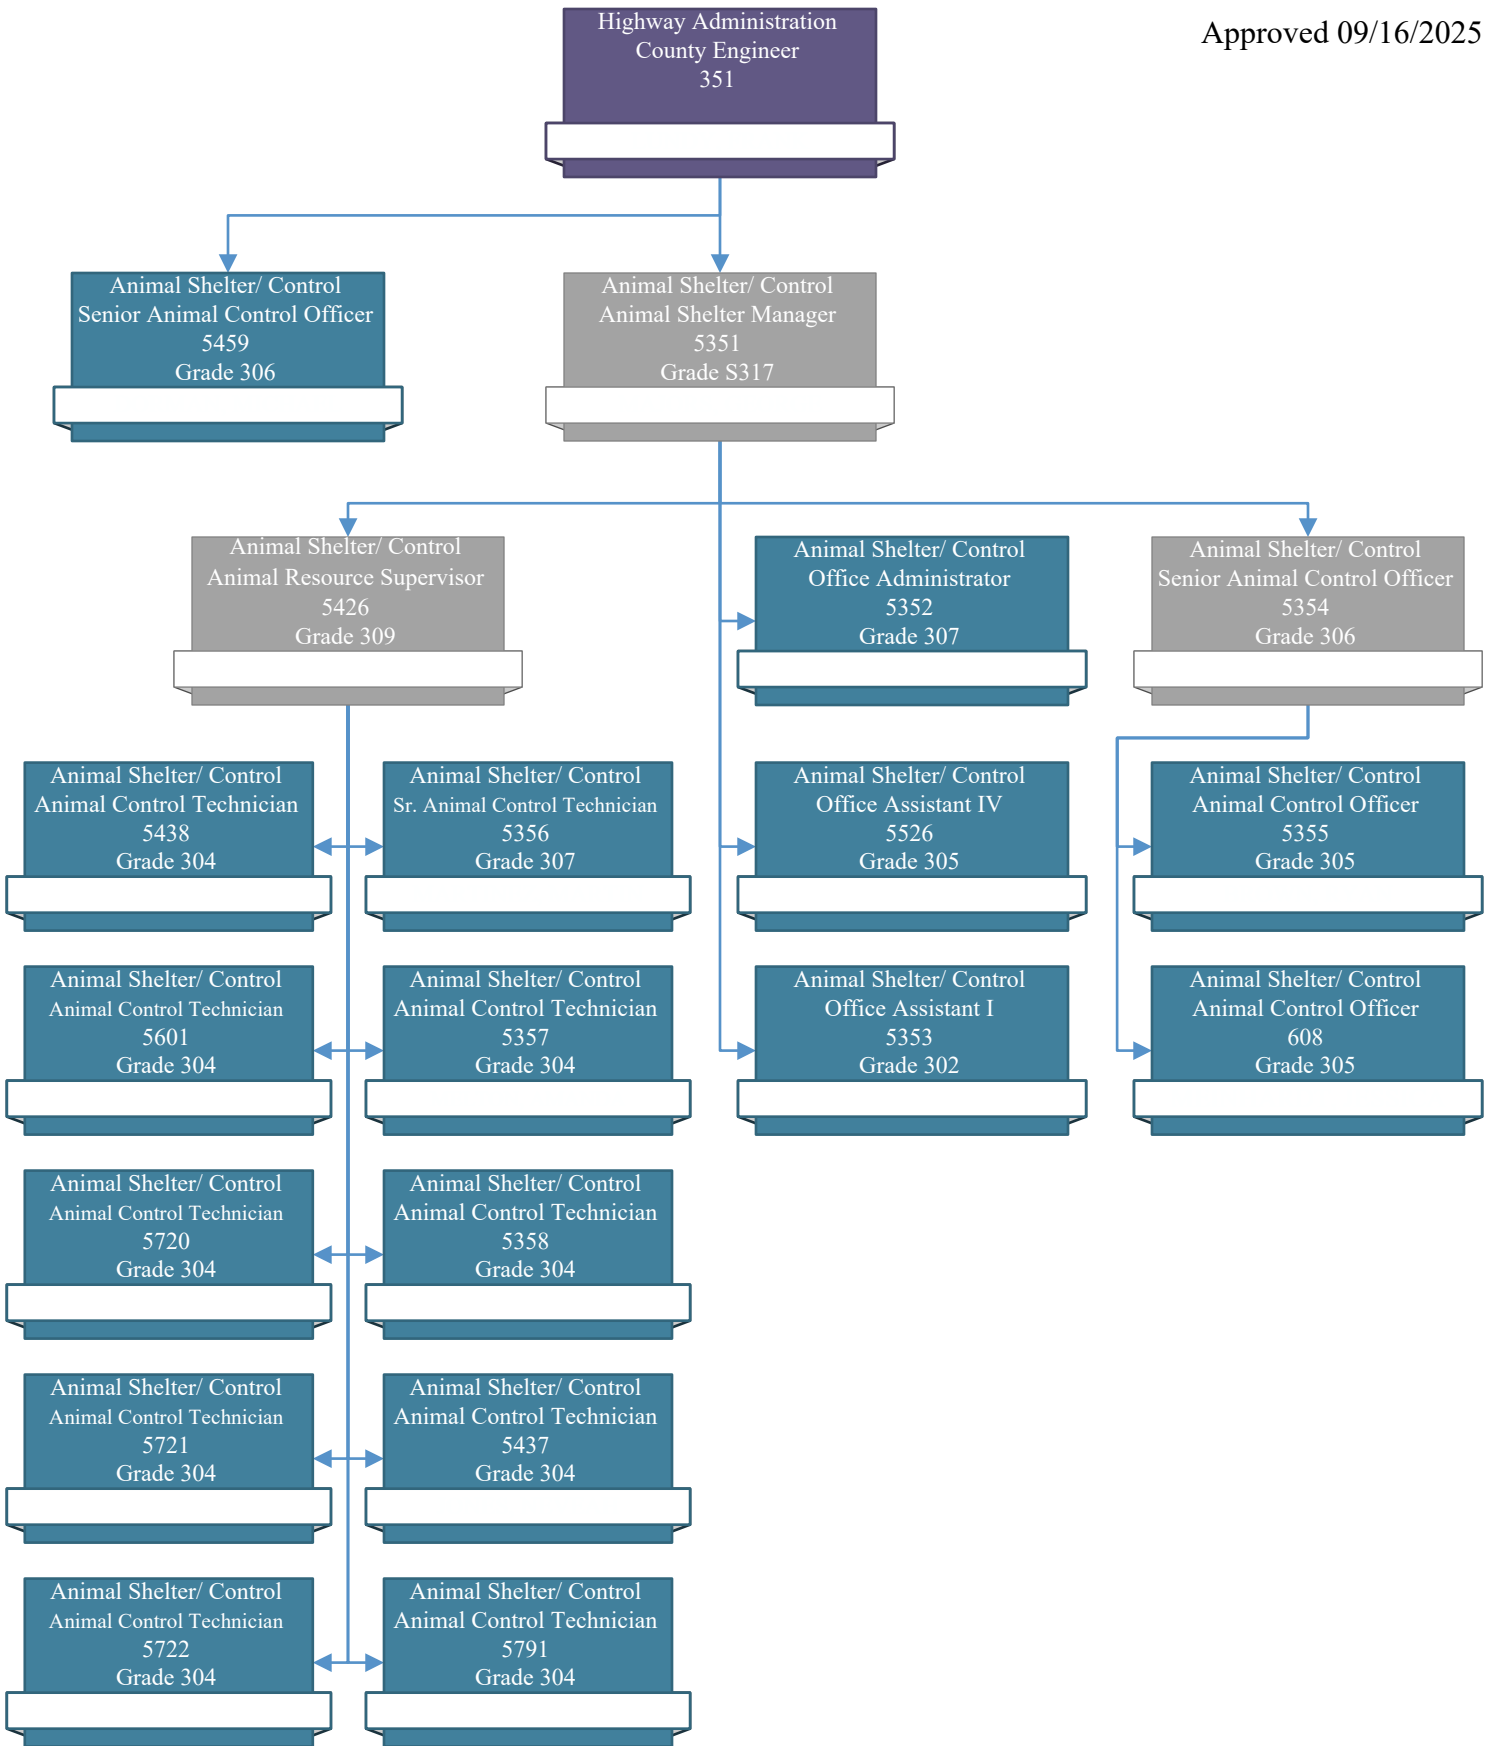 Highway Administration
County Engineer
351
Approved 09/16/2025
Animal Shelter/ Control
Senior Animal Control Officer
5459
Grade 306
Animal Shelter/ Control
Animal Shelter Manager
5351
Grade S317
Animal Shelter/ Control
Animal Resource Supervisor
5426
Grade 309
Animal Shelter/ Control
Office Administrator
5352
Grade 307
Animal Shelter/ Control
Senior Animal Control Officer
5354
Grade 306
Animal Shelter/ Control
Animal Control Technician
5438
Grade 304
Animal Shelter/ Control
Sr. Animal Control Technician
5356
Grade 307
Animal Shelter/ Control
Office Assistant IV
5526
Grade 305
Animal Shelter/ Control
Animal Control Officer
5355
Grade 305
Animal Shelter/ Control
Animal Control Technician
5601
Grade 304
Animal Shelter/ Control
Animal Control Technician
5357
Grade 304
Animal Shelter/ Control
Office Assistant I
5353
Grade 302
Animal Shelter/ Control
Animal Control Officer
608
Grade 305
Animal Shelter/ Control
Animal Control Technician
5720
Grade 304
Animal Shelter/ Control
Animal Control Technician
5358
Grade 304
Animal Shelter/ Control
Animal Control Technician
5721
Grade 304
Animal Shelter/ Control
Animal Control Technician
5437
Grade 304
Animal Shelter/ Control
Animal Control Technician
5722
Grade 304
Animal Shelter/ Control
Animal Control Technician
5791
Grade 304